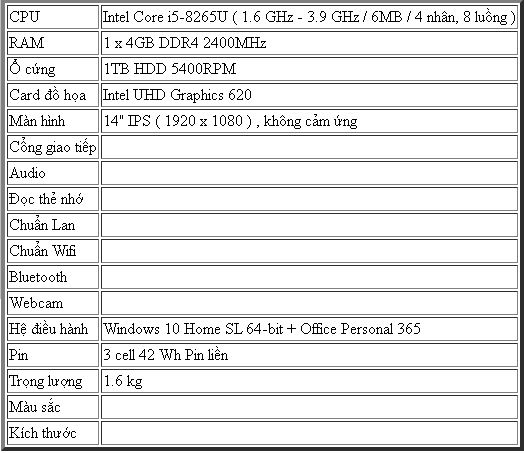 CPU Intel Core i5-8265U ( 1.6 GHz - 3.9 GHz / 6MB / 4 nhân, 8 luồng )
RAM 1 x 4GB DDR4 2400MHz
Ổ cứng 1TB HDD 5400RPM
Card đồ họa Intel UHD Graphics 620
Màn hình 14" IPS ( 1920 x 1080 ) , không cảm ứng
Cổng giao tiếp
Audio
Đọc thẻ nhớ
Chuẩn Lan
Chuẩn Wifi
Bluetooth
Webcam
Hệ điều hành Windows 10 Home SL 64-bit + Office Personal 365
Pin 3 cell 42 Wh Pin liền
Trọng lượng 1.6 kg
Màu sắc
Kích thước